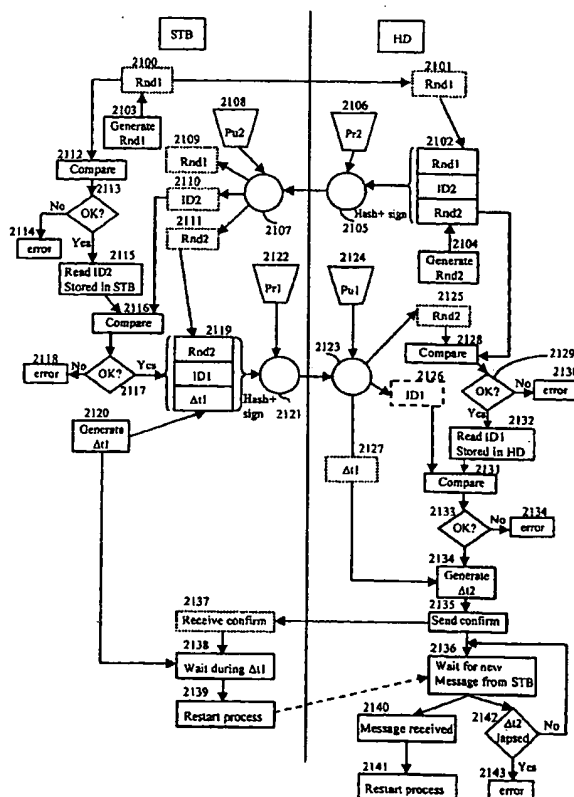 STB
HD
2100
Rnd1
2101
Rnd1
2103
Generate
Rnd1
2108
Pu2
2106
Pr2
2102
Rnd1
ID2
Rnd2
2109
Rnd1
2112
Compare
2110
ID2
2107
2105
Hash+ sign
2113
OK?
No
2114
error
Yes
2111
Rnd2
2104
Generate
Rnd2
2115
Read ID2
Stored in STB
2122
Pr1
2124
Pu1
2125
Rnd2
2116
Compare
2119
Rnd2
ID1
Δt1
2123
2128
Compare
2129
2118
error
No
OK?
2117
Yes
Hash+
sign
2121
2126
ID1
OK?
No
2130
error
Yes
2120
Generate
Δt1
2132
Read ID1
Stored in HD
2127
Δt1
2131
Compare
2133
OK?
No
2134
error
2134
Generate
Δt2
2137
Receive confirm
2135
Send confirm
2138
Wait during Δt1
2136
Wait for new
Message from STB
2139
Restart process
2140
Message received
2142
Δt2
lapsed
No
2141
Restart process
Yes
2143
error